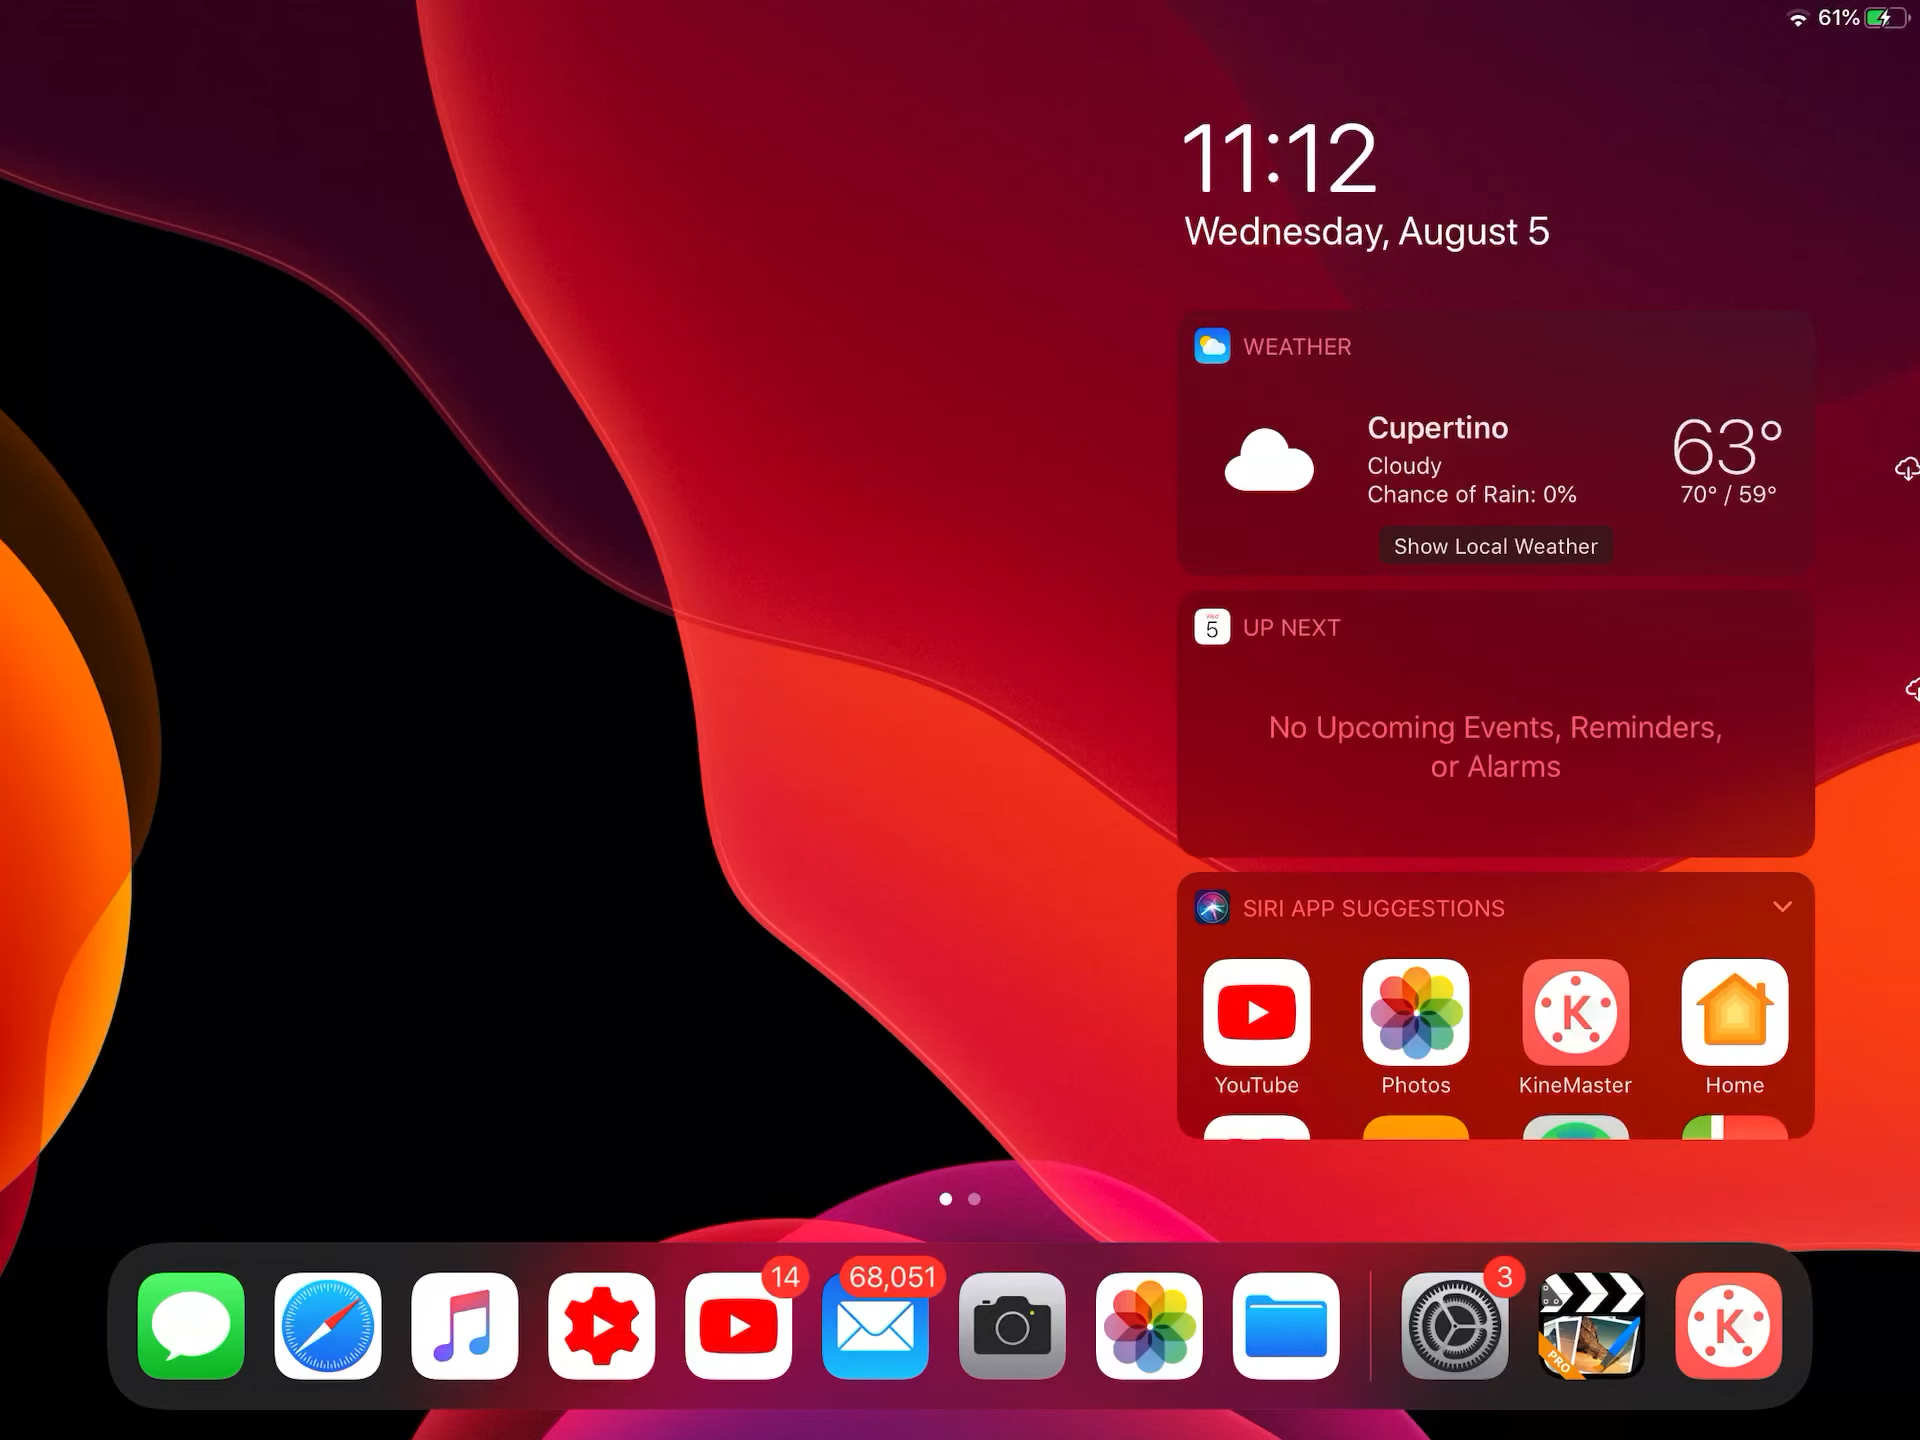 61%
11:12
Wednesday, August 5
WEATHER
Cupertino
Cloudy
Chance of Rain: 0%
63°
70° / 59°
Show Local Weather
Wed
5
UP NEXT
No Upcoming Events, Reminders,
or Alarms
SIRI APP SUGGESTIONS
K
YouTube
Photos
KineMaster
Home
14
68,051
3
PRO
K